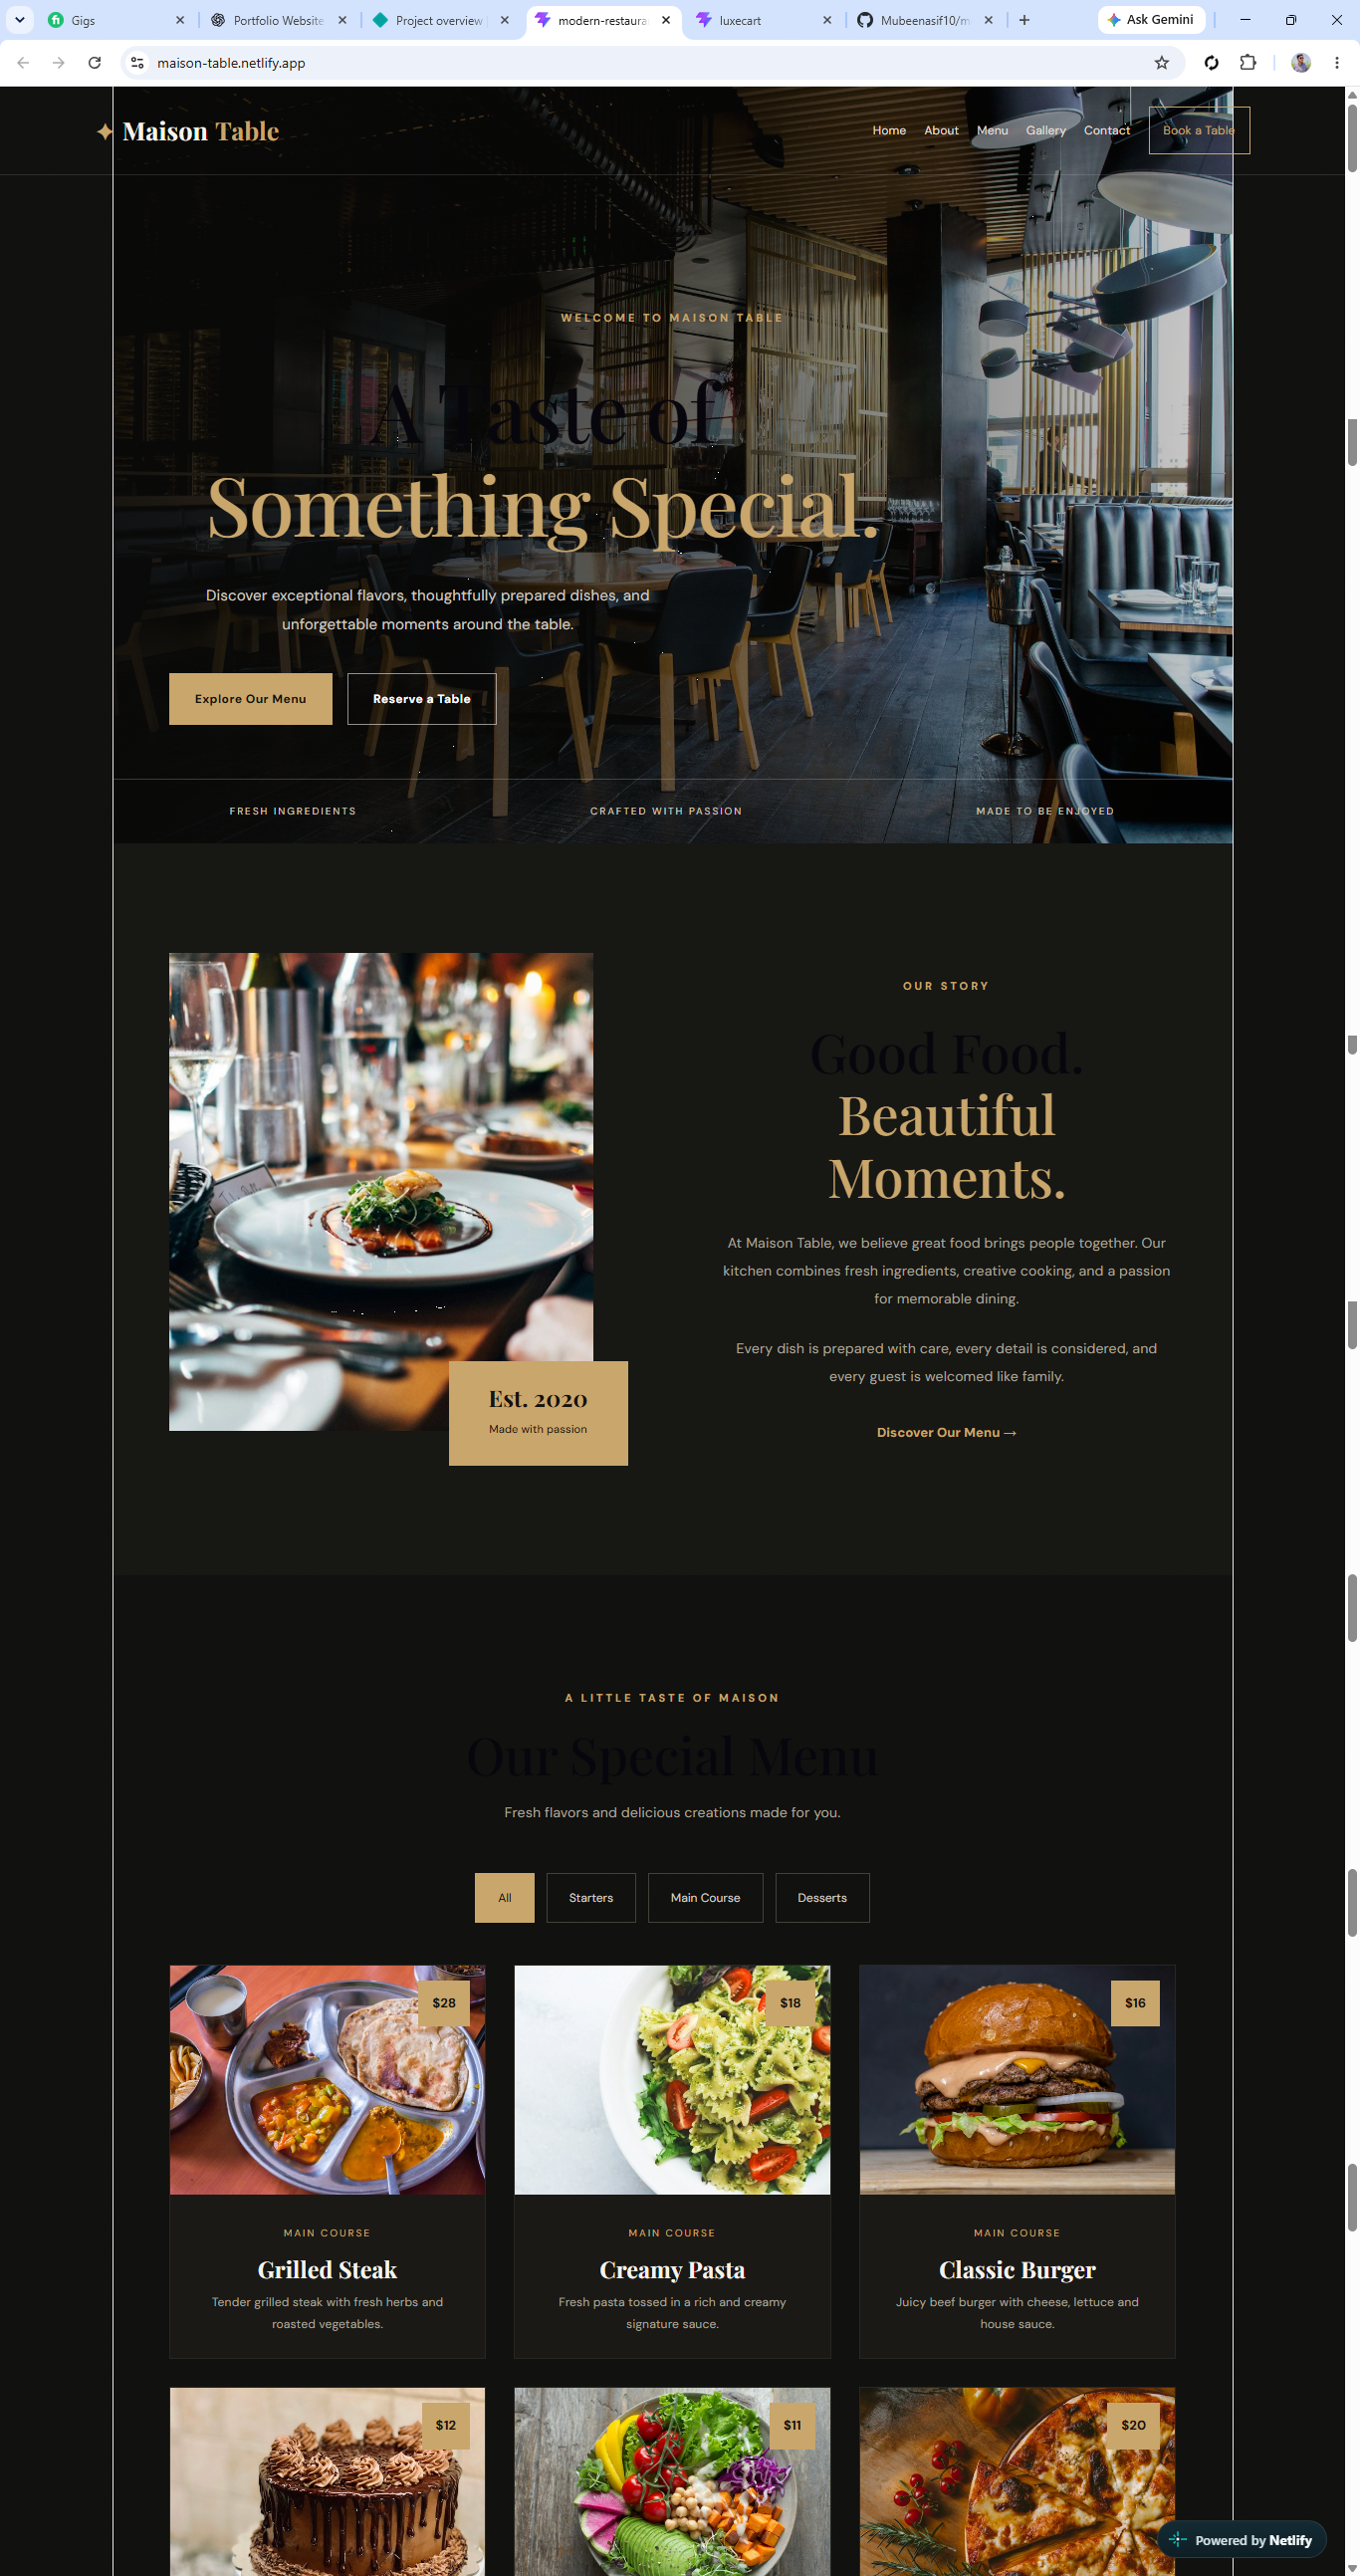 Gigs
Portfolio Website
Project overview
modern-restaura
luxecart
Mubeenasif10/m
Ask Gemini
maison-table.netlify.app
Maison Table
Home
About
Menu
Gallery
Contact
Book a Table
WELCOME TO MAISON TABLE
A Taste of
Something Special.
Discover exceptional flavors, thoughtfully prepared dishes, and
unforgettable moments around the table.
Explore Our Menu
Reserve a Table
FRESH INGREDIENTS
CRAFTED WITH PASSION
MADE TO BE ENJOYED
OUR STORY
Good Food.
Beautiful
Moments.
At Maison Table, we believe great food brings people together. Our
kitchen combines fresh ingredients, creative cooking, and a passion
for memorable dining.
Every dish is prepared with care, every detail is considered, and
every guest is welcomed like family.
Discover Our Menu →
Est. 2020
Made with passion
A LITTLE TASTE OF MAISON
Our Special Menu
Fresh flavors and delicious creations made for you.
All
Starters
Main Course
Desserts
$28
$18
$16
MAIN COURSE
Grilled Steak
Tender grilled steak with fresh herbs and
roasted vegetables.
MAIN COURSE
Creamy Pasta
Fresh pasta tossed in a rich and creamy
signature sauce.
MAIN COURSE
Classic Burger
Juicy beef burger with cheese, lettuce and
house sauce.
$12
$11
$20
Powered by Netlify